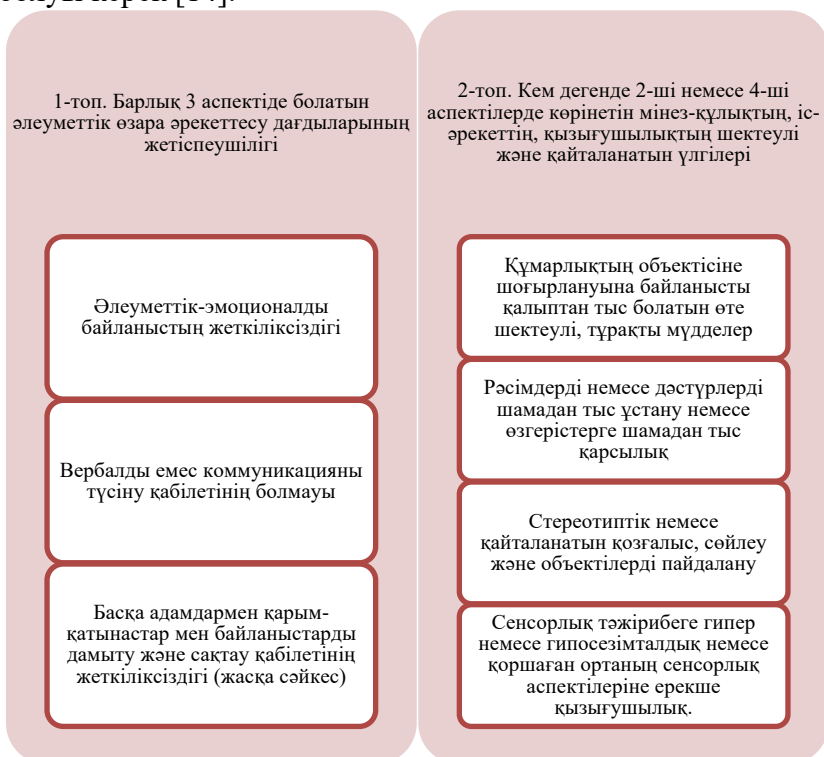 1-топ. Барлық 3 аспектіде болатын
әлеуметтік өзара әрекеттесу дағдыларының
жетіспеушілігі
Әлеуметтік-эмоционалды
байланыстың жеткіліксіздігі
Вербалды емес коммуникацияны
түсіну қабілетінің болмауы
Басқа адамдармен қарым-
қатынастар мен байланыстарды
дамыту және сақтау қабілетінің
жеткіліксіздігі (жасқа сәйкес)
2-топ. Кем дегенде 2-ші немесе 4-ші
аспектілерде көрінетін мінез-құлықтың, іс-
әрекеттің, қызығушылықтың шектеулі
және қайталанатын үлгілері
Құмарлықтың объектісіне
шоғырлануына байланысты
қалыптан тыс болатын өте
шектеулі, тұрақты мүдделер
Рәсімдерді немесе дәстүрлерді
шамадан тыс ұстану немесе
өзгерістерге шамадан тыс
қарсылық
Стереотиптік немесе
қайталанатын қозғалыс, сөйлеу
және объектілерді пайдалану
Сенсорлық тәжірибеге гипер
немесе гипосезімталдық немесе
қоршаған ортаның сенсорлық
аспектілеріне ерекше
қызығушылық.